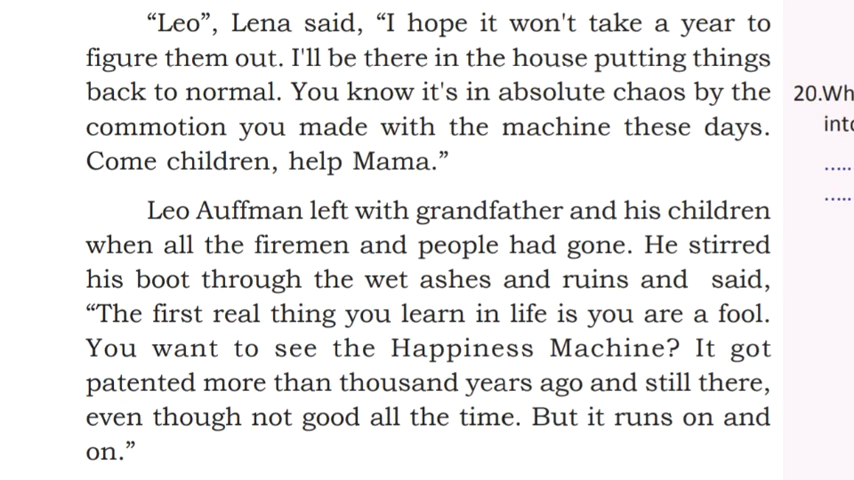 “Leo”, Lena said, “I hope it won't take a year to
figure them out. I'll be there in the house putting things
back to normal. You know it's in absolute chaos by the
commotion you made with the machine these days.
Come children, help Mama.”
Leo Auffman left with grandfather and his children
when all the firemen and people had gone. He stirred
his boot through the wet ashes and ruins and said,
“The first real thing you learn in life is you are a fool.
You want to see the Happiness Machine? It got
patented more than thousand years ago and still there,
even though not good all the time. But it runs on and
on.”
20.Wh
into
.....
.....